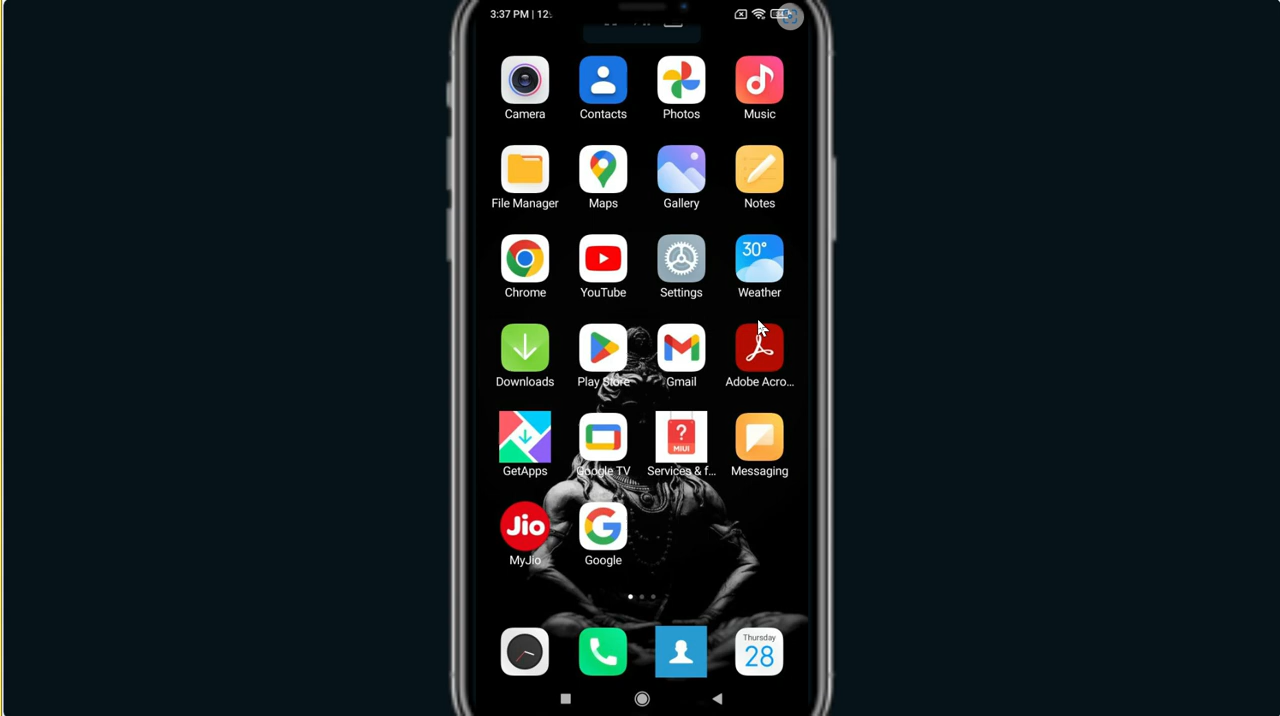 3:37 PM | 12:
Camera Contacts Photos Music
File Manager Maps Gallery Notes
30°
Chrome YouTube Settings Weather
Downloads Play Store Gmail Adobe Acro...
?
MIUI
GetApps Google TV Services & f... Messaging
Jio
MyJio Google
Thursday
28